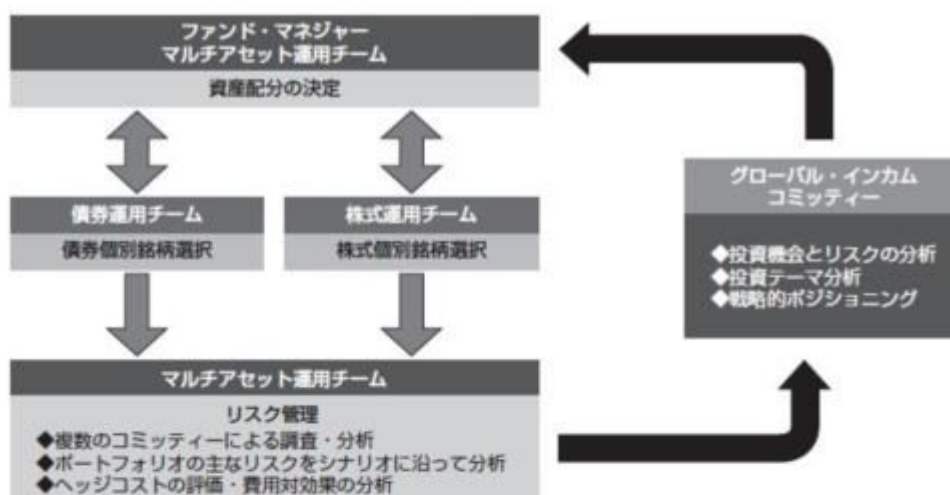 ファンド・マネジャー
マルチアセット運用チーム
資産配分の決定
債券運用チーム
債券個別銘柄選択
株式運用チーム
株式個別銘柄選択
グローバル・インカム
コミッティー
◆投資機会とリスクの分析
◆投資テーマ分析
◆戦略的ポジショニング
マルチアセット運用チーム
リスク管理
◆複数のコミッティーによる調査・分析
◆ポートフォリオの主なリスクをシナリオに沿って分析
◆ヘッジコストの評価・費用対効果の分析